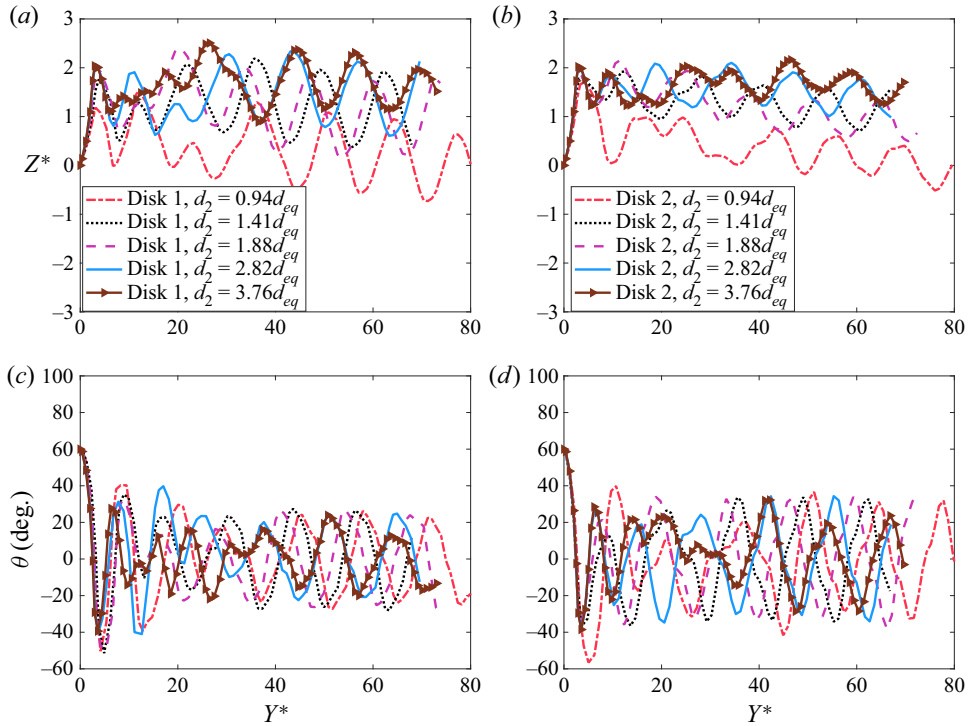 (a)
(b)
3
2
1
0
–1
–2
–3
Z*
Disk 1, d2 = 0.94deq
Disk 1, d2 = 1.41deq
Disk 1, d2 = 1.88deq
Disk 1, d2 = 2.82deq
Disk 1, d2 = 3.76deq
0 20 40 60 80
3
2
1
0
–1
–2
–3
Disk 2, d2 = 0.94deq
Disk 2, d2 = 1.41deq
Disk 2, d2 = 1.88deq
Disk 2, d2 = 2.82deq
Disk 2, d2 = 3.76deq
0 20 40 60 80
(c)
(d)
100
80
60
40
20
0
–20
–40
–60
θ (deg.)
0 20 40 60 80
Y*
100
80
60
40
20
0
–20
–40
–60
0 20 40 60 80
Y*